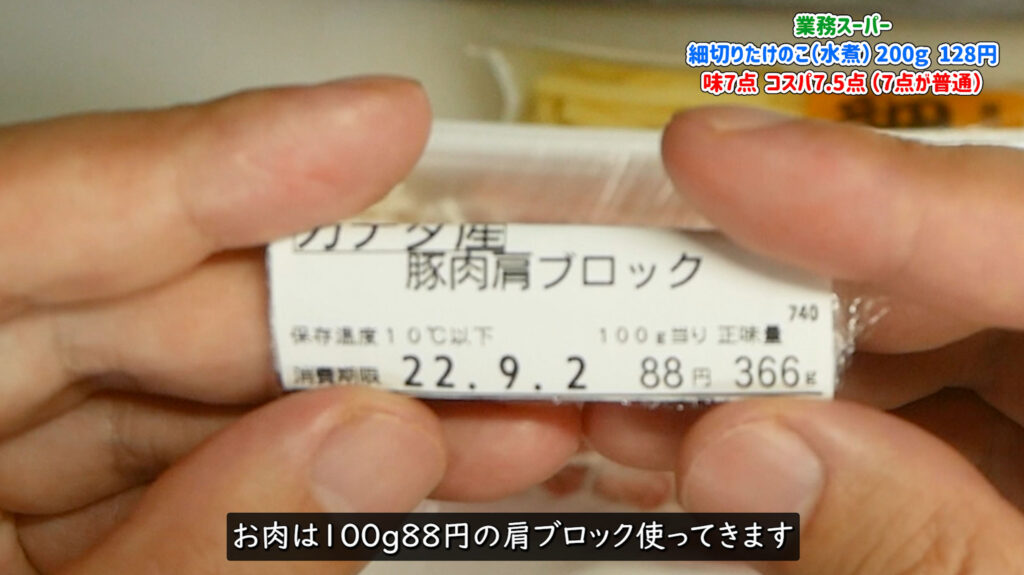 業務スーパー
細切りたけのこ(水煮) 200g 128円
味7点 コスパ7.5点 (7点が普通)
カナダ産
豚肉肩ブロック
740
保存温度10℃以下 100g当り 正味量
消費期限 22.9.2 88円 366g
お肉は100g88円の肩ブロック使ってきます